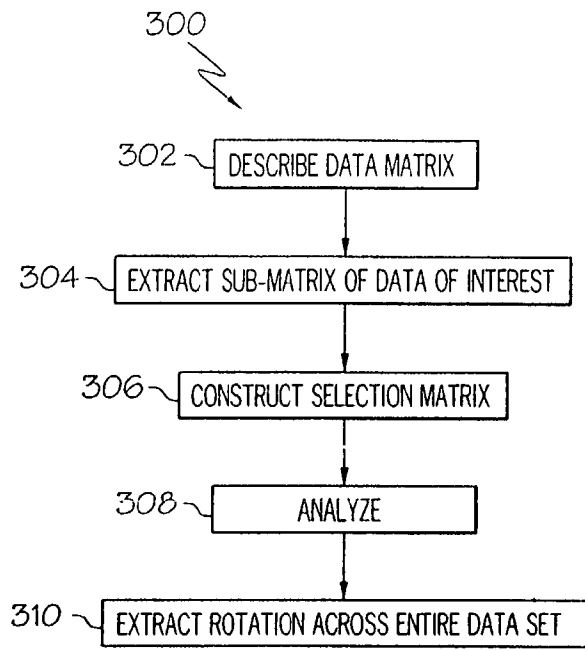 300
302 DESCRIBE DATA MATRIX
304 EXTRACT SUB-MATRIX OF DATA OF INTEREST
306 CONSTRUCT SELECTION MATRIX
308 ANALYZE
310 EXTRACT ROTATION ACROSS ENTIRE DATA SET